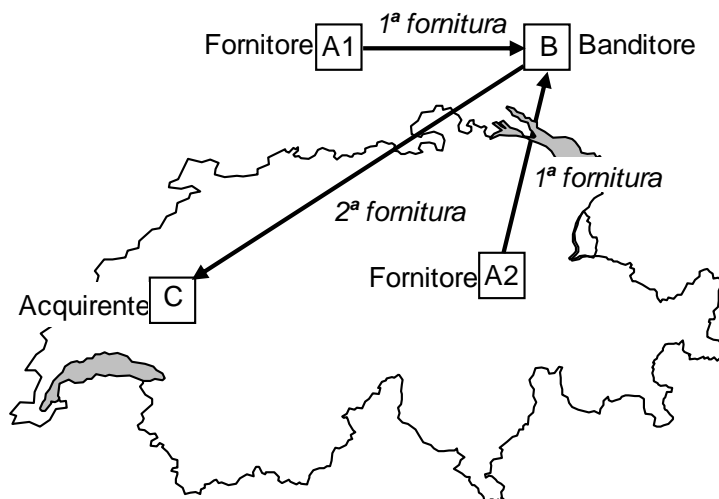 1ª fornitura
Fornitore A1 B Banditore
1ª fornitura
2ª fornitura
Fornitore A2
Acquirente C